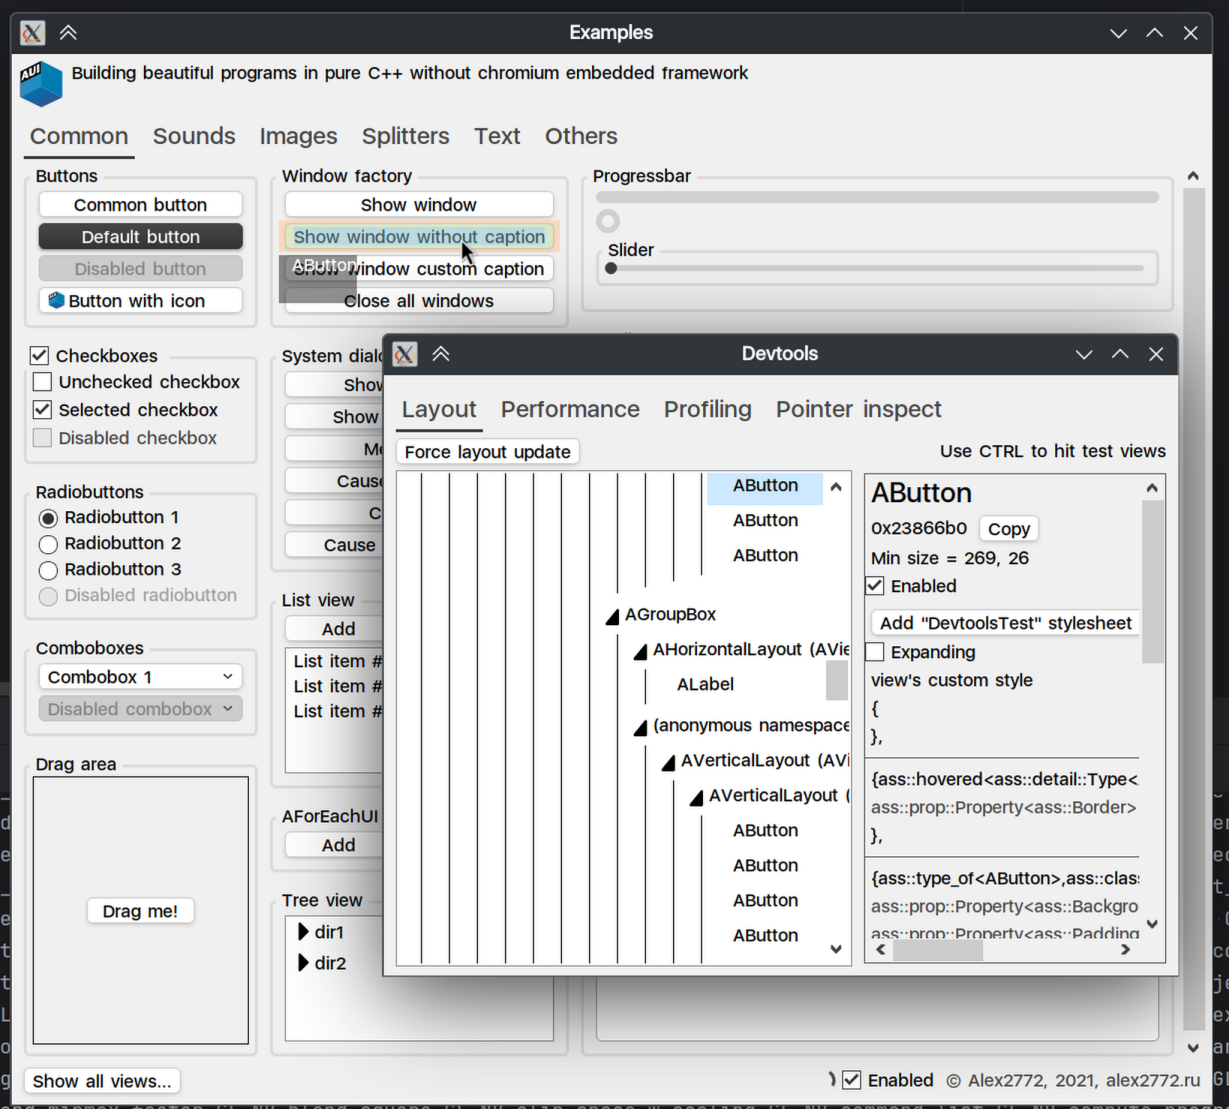 Examples
AUI
Building beautiful programs in pure C++ without chromium embedded framework
Common Sounds Images Splitters Text Others
Buttons
Common button
Default button
Disabled button
Button with icon
Window factory
Show window
Show window without caption
AButton
window custom caption
Close all windows
Progressbar
Slider
Checkboxes
Unchecked checkbox
Selected checkbox
Disabled checkbox
Radiobuttons
Radiobutton 1
Radiobutton 2
Radiobutton 3
Disabled radiobutton
Comboboxes
Combobox 1
Disabled combobox
Drag area
Drag me!
System dialo
Show
Show
Me
Cause
C
Cause
List view
Add
List item #
List item #
List item #
AForEachUI
Add
Tree view
dir1
dir2
Devtools
Layout Performance Profiling Pointer inspect
Force layout update
Use CTRL to hit test views
AButton
AButton
AButton
AGroupBox
AHorizontalLayout (AVie
ALabel
(anonymous namespace
AVerticalLayout (AVi
AVerticalLayout (
AButton
AButton
AButton
AButton
AButton
0x23866b0 Copy
Min size = 269, 26
Enabled
Add "DevtoolsTest" stylesheet
Expanding
view's custom style
{
},
{ass::hovered<ass::detail::Type<
ass::prop::Property<ass::Border>
},
{ass::type_of<AButton>,ass::clas
ass::prop::Property<ass::Backgro
ass::prop::Property<ass::Padding
Show all views...
Enabled © Alex2772, 2021, alex2772.ru